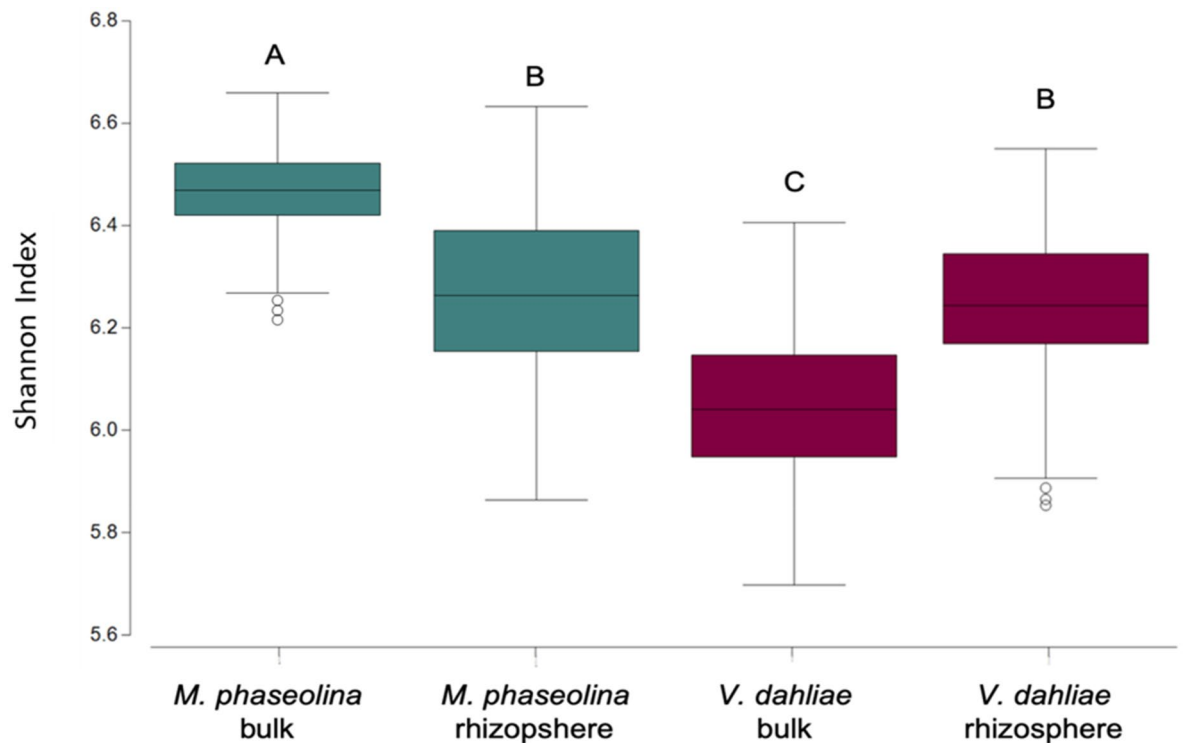 6.8
A
B
B
6.6
C
6.4
6.2
6.0
5.8
5.6
Shannon Index
M. phaseolina
bulk
M. phaseolina
rhizopshere
V. dahliae
bulk
V. dahliae
rhizosphere